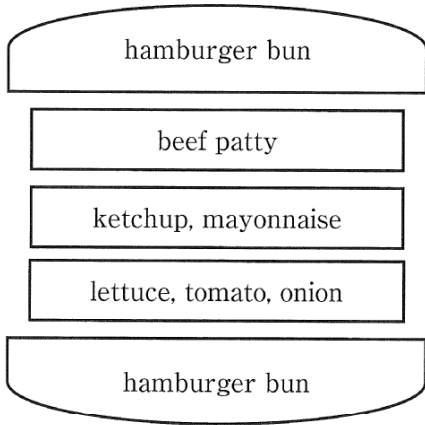 hamburger bun
beef patty
ketchup, mayonnaise
lettuce, tomato, onion
hamburger bun